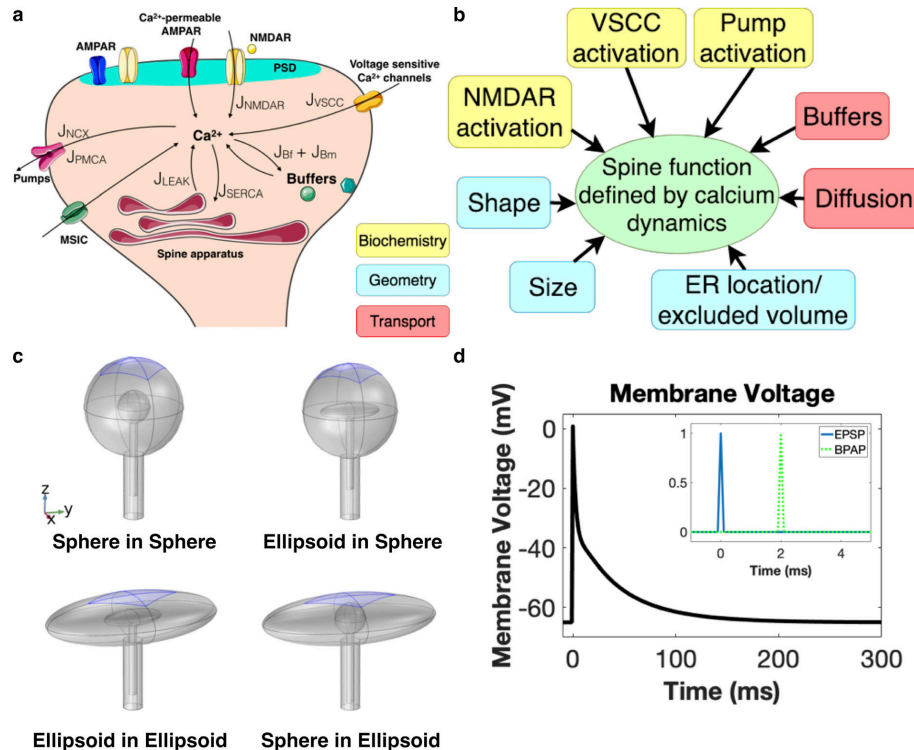 a
Ca²⁺-permeable
AMPAR
NMDAR
AMPAR
PSD
Voltage sensitive
Ca²⁺ channels
J_NMDAR
J_VSCC
J_NCX
Ca²⁺
J_PMCA
J_Bf + J_Bm
Pumps
J_LEAK
J_SERCA
Buffers
MSIC
Spine apparatus
Biochemistry
Geometry
Transport
b
VSCC
activation
Pump
activation
NMDAR
activation
Buffers
Spine function
defined by calcium
dynamics
Shape
Diffusion
Size
ER location/
excluded volume
c
z
y
x
Sphere in Sphere
Ellipsoid in Sphere
Ellipsoid in Ellipsoid
Sphere in Ellipsoid
d
Membrane Voltage
Membrane Voltage (mV)
0
-20
-40
-60
0
100
200
300
Time (ms)
1
0.5
0
EPSP
BPAP
0
2
4
Time (ms)